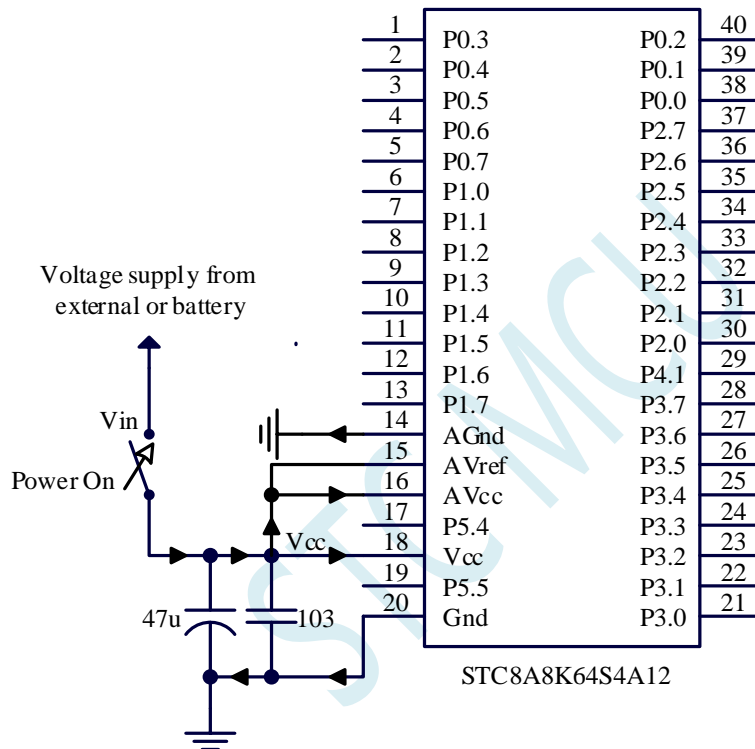 1 P0.3 P0.2 40
2 P0.4 P0.1 39
3 P0.5 P0.0 38
4 P0.6 P2.7 37
5 P0.7 P2.6 36
6 P1.0 P2.5 35
7 P1.1 P2.4 34
8 P1.2 P2.3 33
9 P1.3 P2.2 32
10 P1.4 P2.1 31
11 P1.5 P2.0 30
12 P1.6 P4.1 29
13 P1.7 P3.7 28
14 AGnd P3.6 27
15 AVref P3.5 26
16 AVcc P3.4 25
17 P5.4 P3.3 24
18 Vcc P3.2 23
19 P5.5 P3.1 22
20 Gnd P3.0 21
Voltage supply from
external or battery
Vin
Power On
Vcc
47u
103
STC8A8K64S4A12
STC MCU